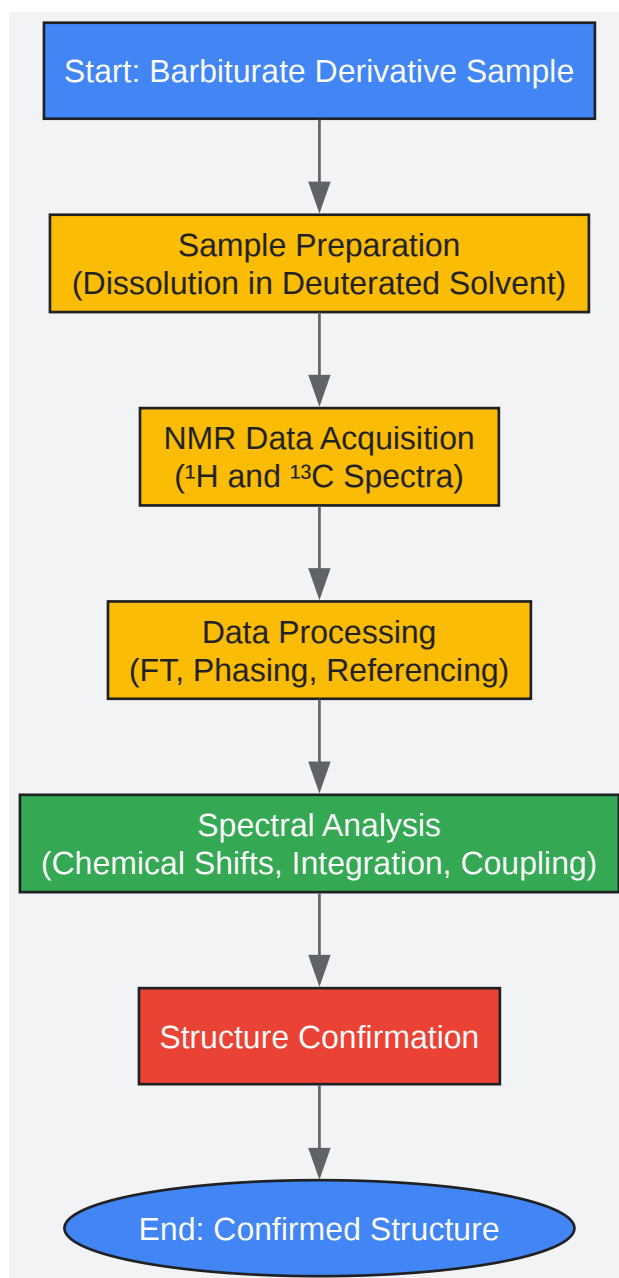 Start: Barbiturate Derivative Sample
Sample Preparation
(Dissolution in Deuterated Solvent)
NMR Data Acquisition
(¹H and ¹³C Spectra)
Data Processing
(FT, Phasing, Referencing)
Spectral Analysis
(Chemical Shifts, Integration, Coupling)
Structure Confirmation
End: Confirmed Structure